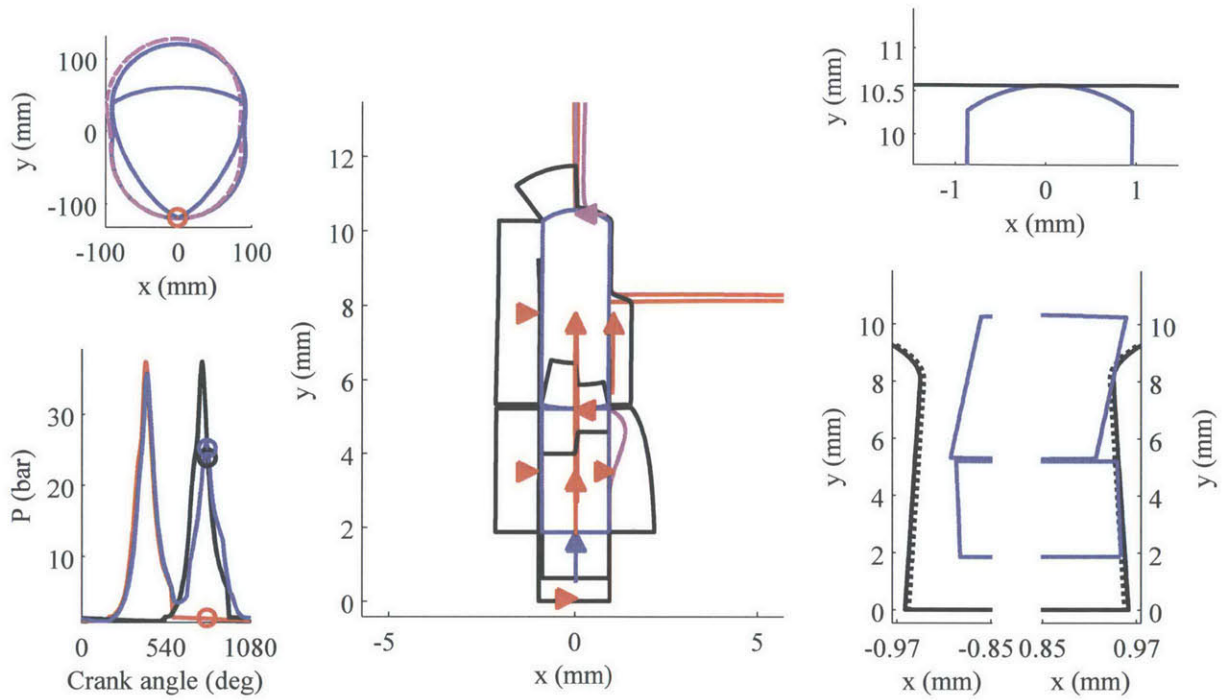 100
0
-100
y (mm)
-100 0 100
x (mm)
30
20
10
P (bar)
0 540 1080
Crank angle (deg)
12
10
8
6
4
2
0
y (mm)
-5 0 5
x (mm)
11
10.5
10
y (mm)
-1 0 1
x (mm)
10 10
8 8
6 6
4 4
2 2
0 0
y (mm) y (mm)
-0.97 -0.85 0.85 0.97
x (mm) x (mm)